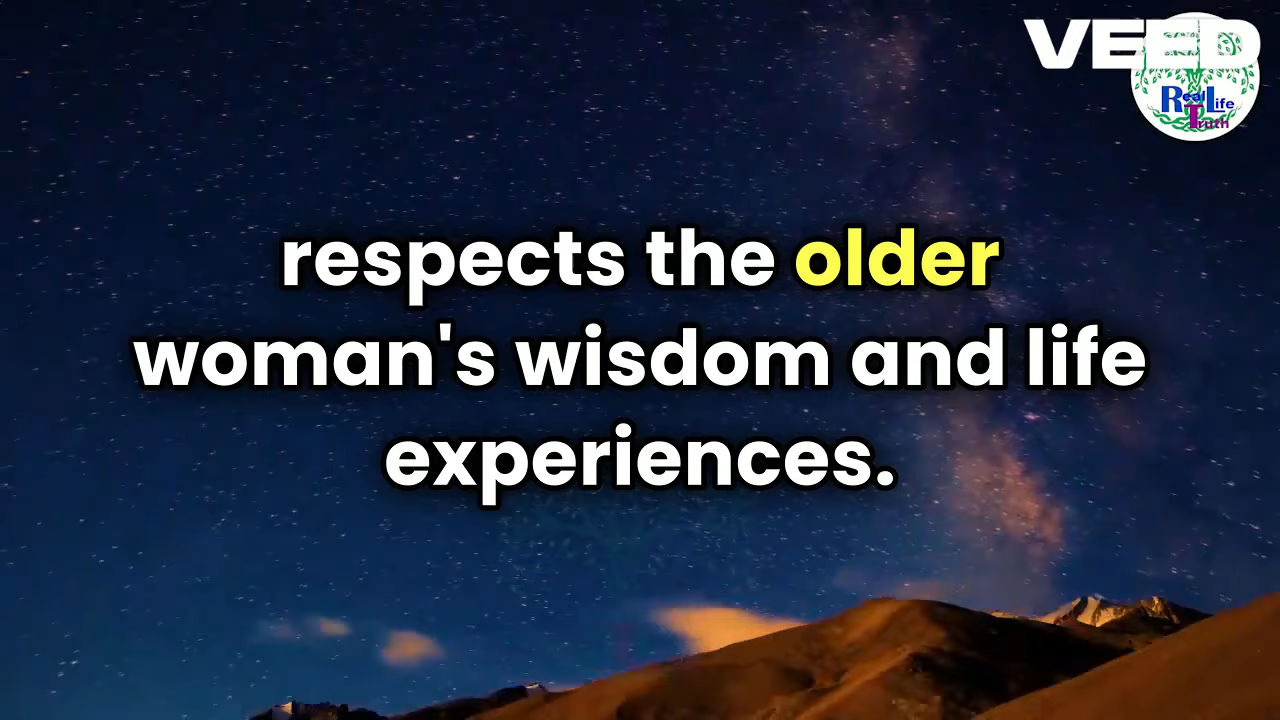 VEED
Real Life
Truth
respects the older
woman's wisdom and life
experiences.